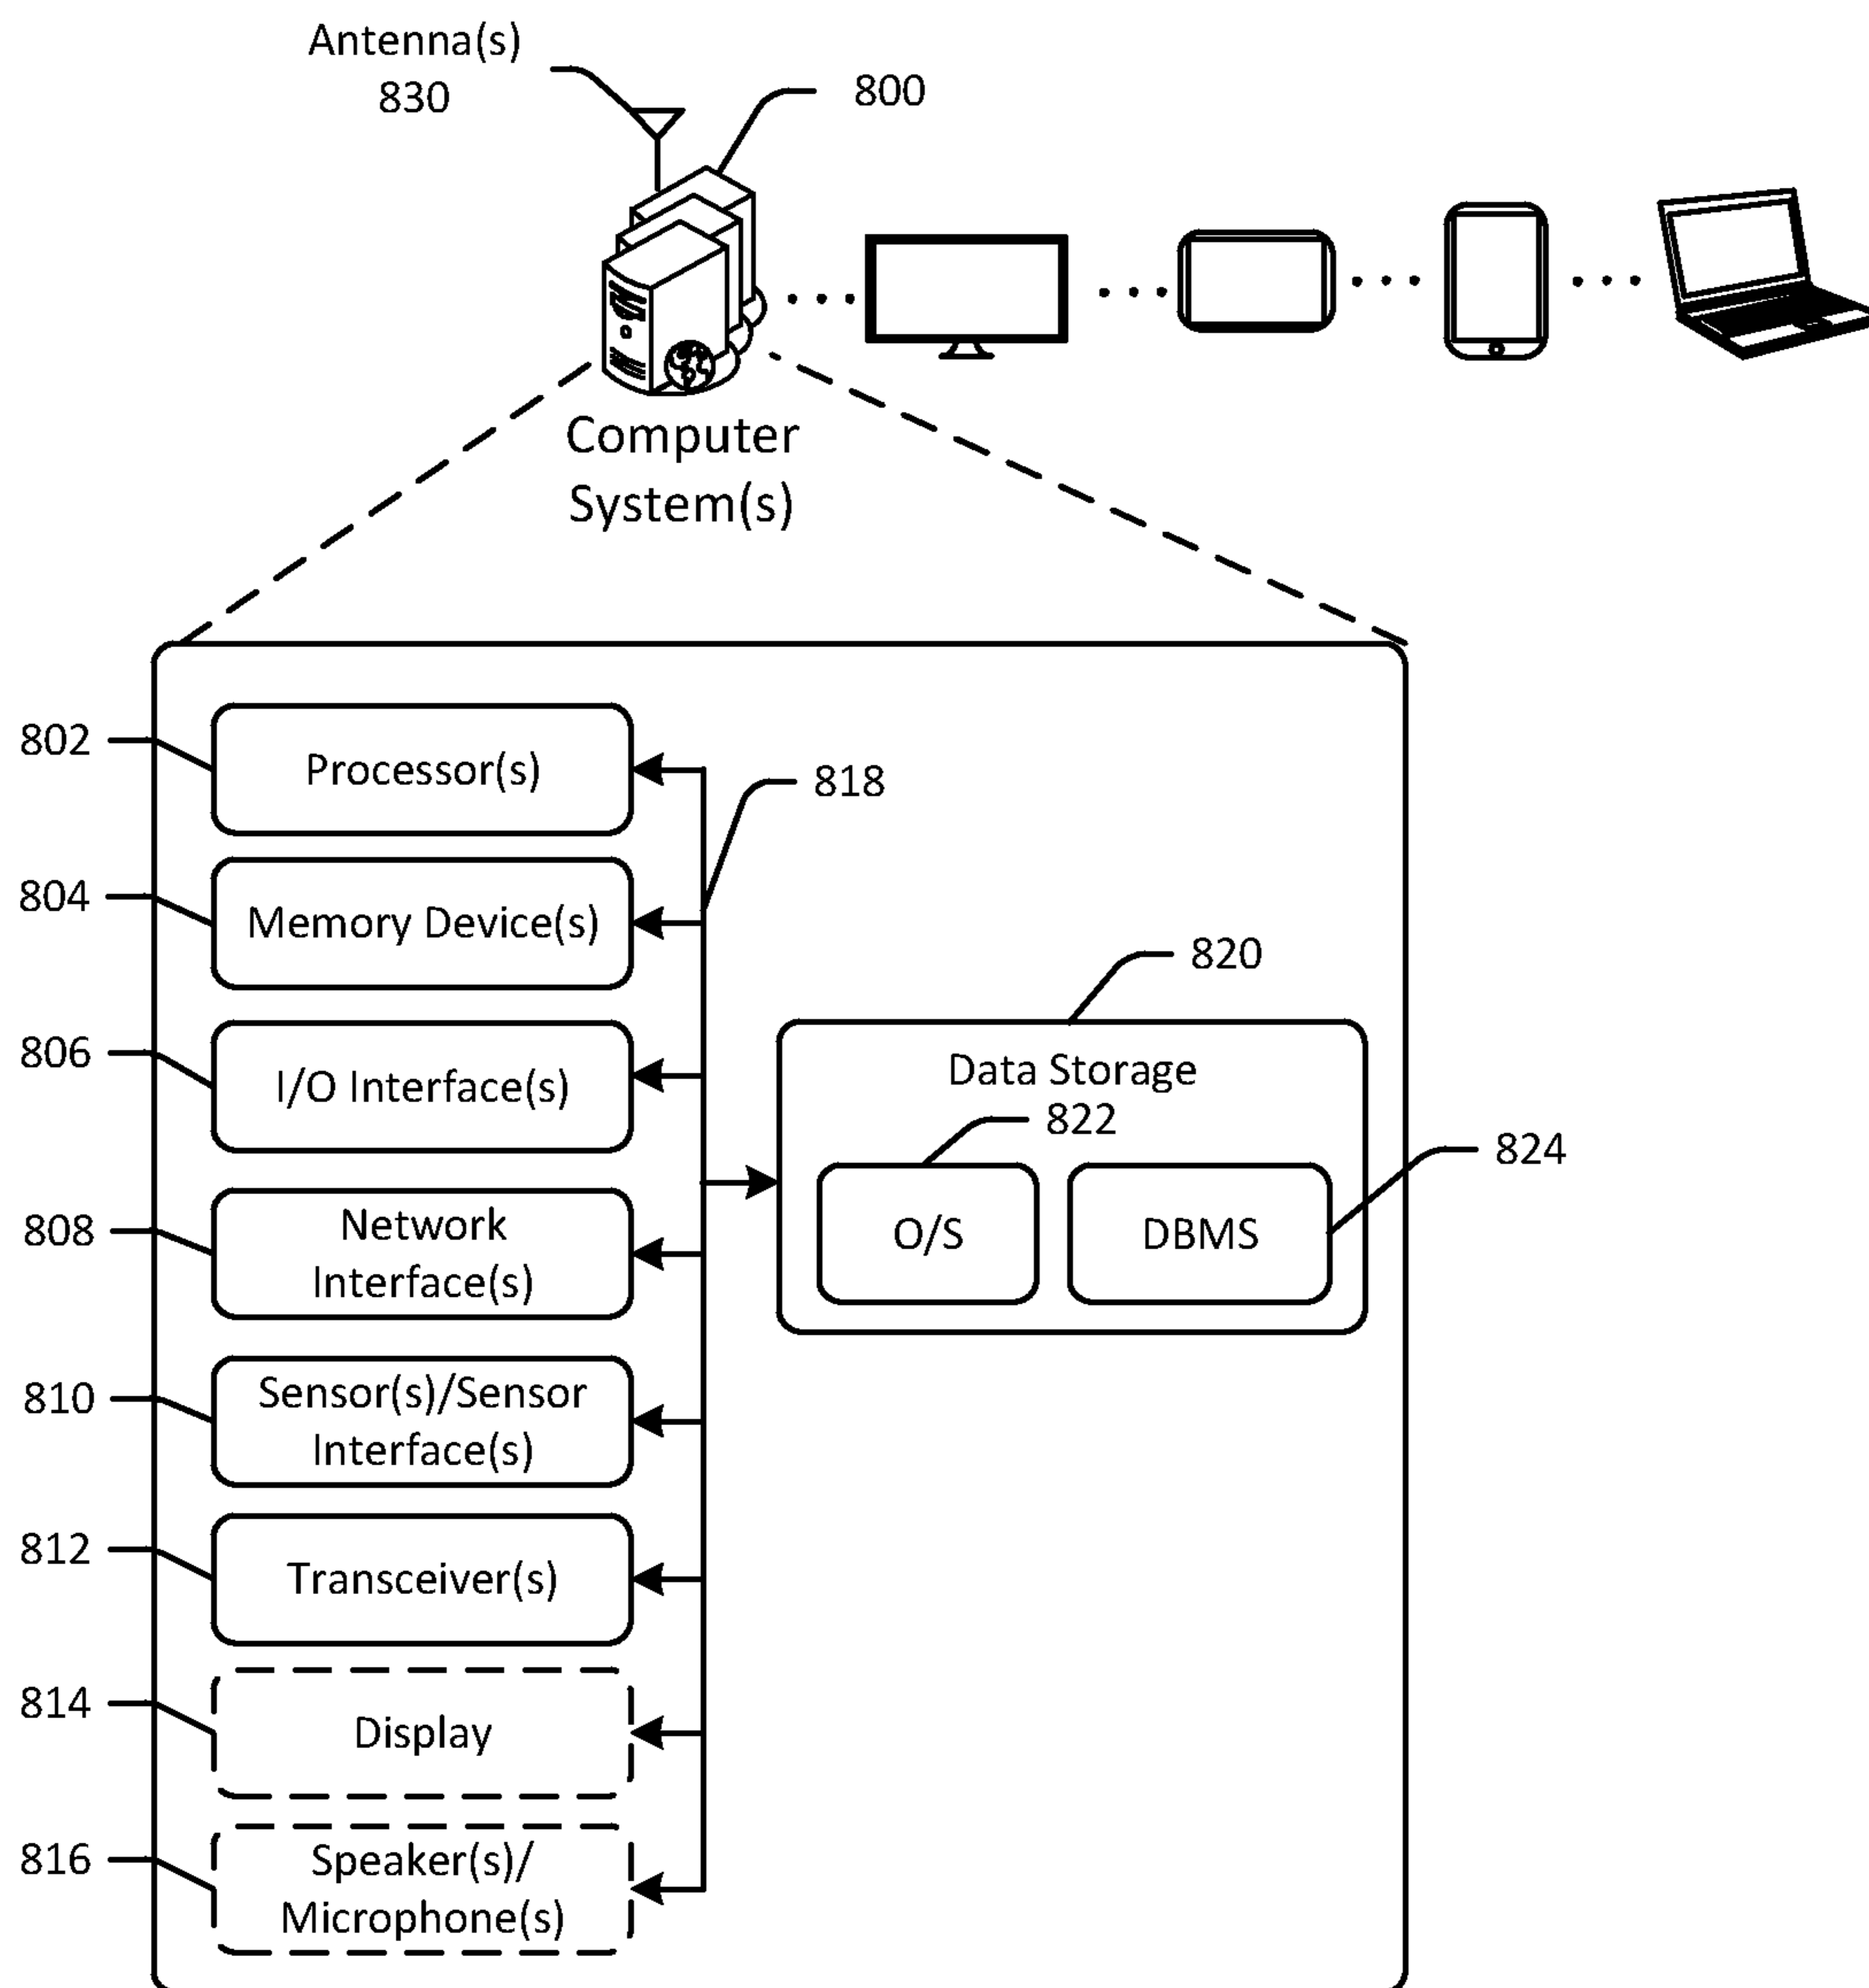 Antenna(s)
830
800
Computer
System(s)
802
Processor(s)
818
804
Memory Device(s)
820
806
I/O Interface(s)
Data Storage
822
824
O/S
DBMS
808
Network
Interface(s)
810
Sensor(s)/Sensor
Interface(s)
812
Transceiver(s)
814
Display
816
Speaker(s)/
Microphone(s)